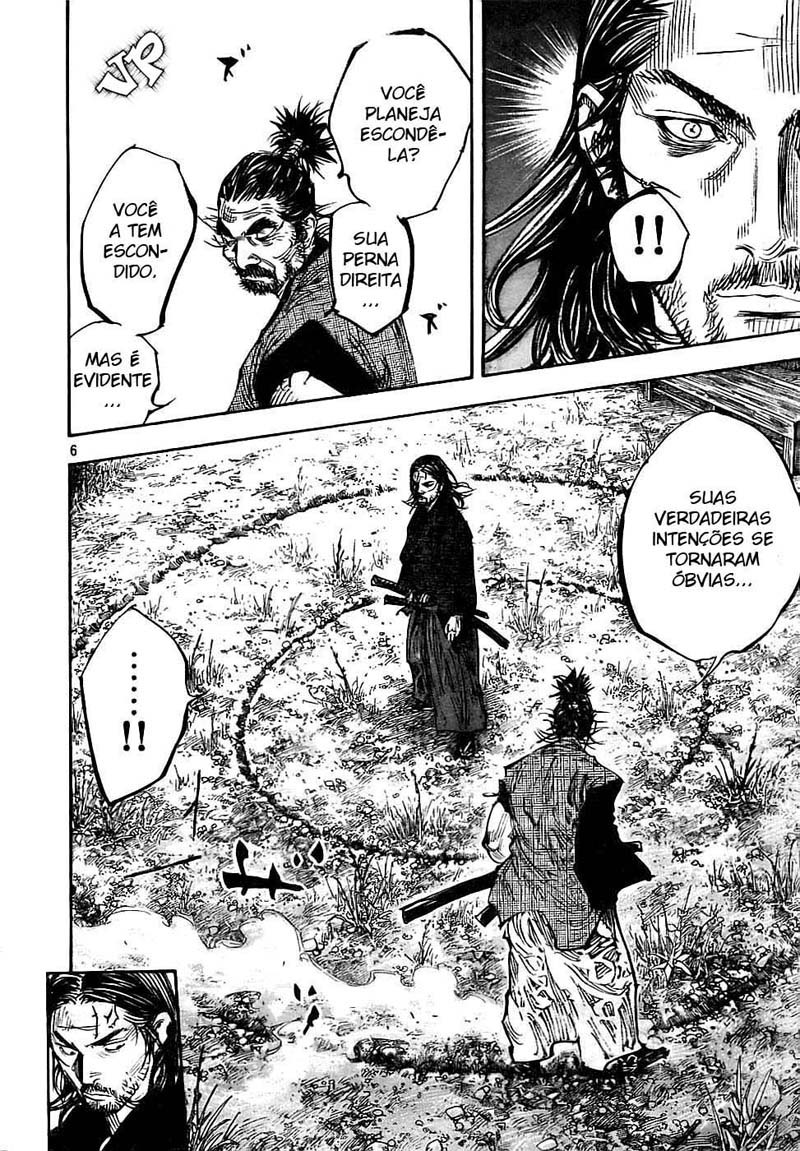 !!
VOCÊ
PLANEJA
ESCONDÊ-
LA?
SUA
PERNA
DIREITA
...
VP
VOCÊ
A TEM
ESCON-
DIDO.
MAS É
EVIDENTE
...
6
SUAS
VERDADEIRAS
INTENÇÕES SE
TORNARAM
ÓBVIAS...
......
!!